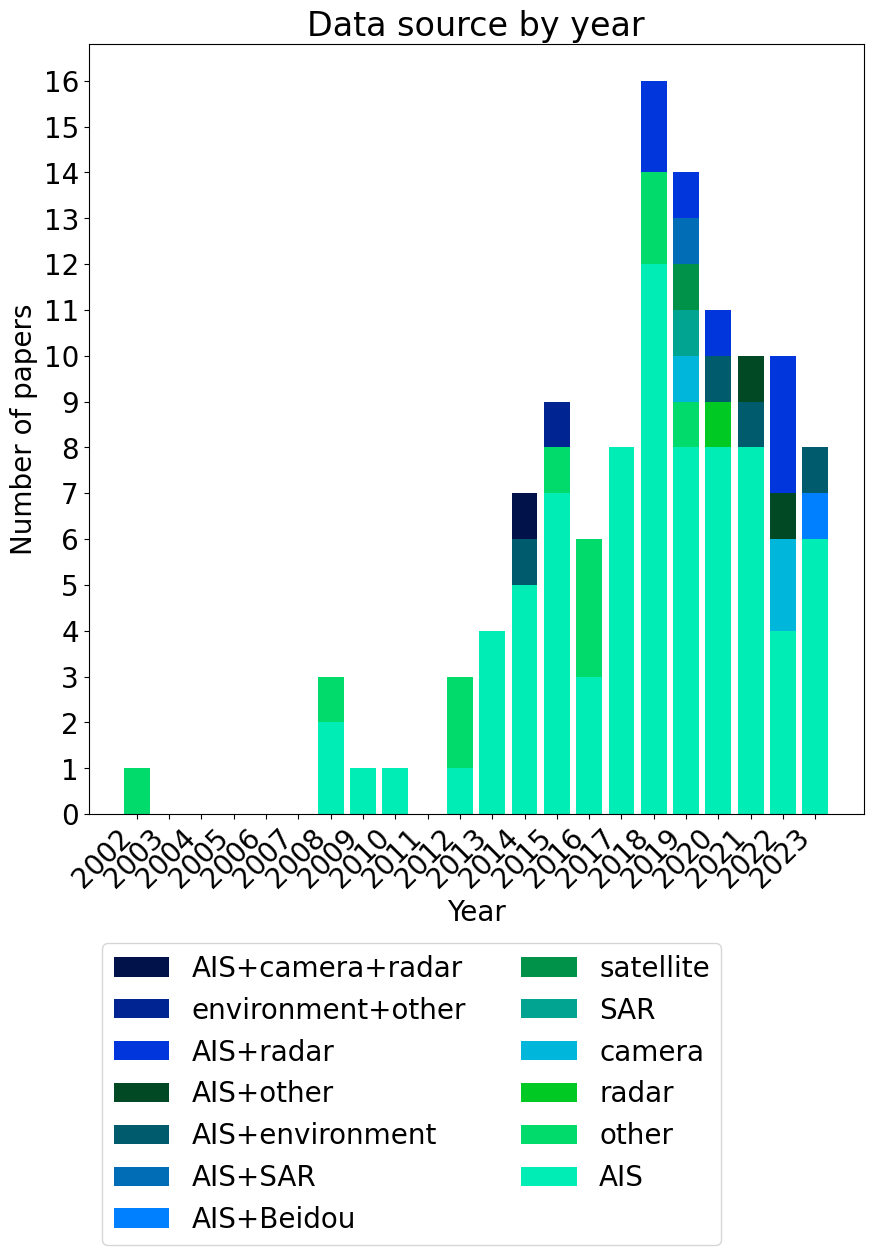 Data source by year
Number of papers
16
15
14
13
12
11
10
9
8
7
6
5
4
3
2
1
0
2002
2003
2004
2005
2006
2007
2008
2009
2010
2011
2012
2013
2014
2015
2016
2017
2018
2019
2020
2021
2022
2023
Year
AIS+camera+radar
environment+other
AIS+radar
AIS+other
AIS+environment
AIS+SAR
AIS+Beidou
satellite
SAR
camera
radar
other
AIS